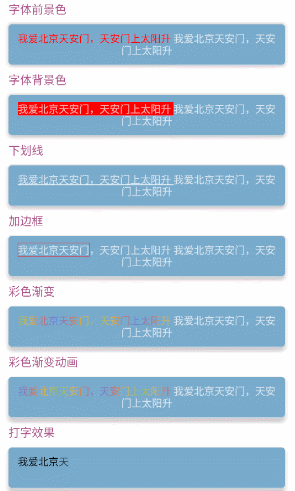 字体前景色
我爱北京天安门，天安门上太阳升 我爱北京天安门，天安
门上太阳升
字体背景色
我爱北京天安门，天安门上太阳升 我爱北京天安门，天安
门上太阳升
下划线
我爱北京天安门，天安门上太阳升 我爱北京天安门，天安
门上太阳升
加边框
我爱北京天安门，天安门上太阳升 我爱北京天安门，天安
门上太阳升
彩色渐变
我爱北京天安门，天安门上太阳升 我爱北京天安门，天安
门上太阳升
彩色渐变动画
我爱北京天安门，天安门上太阳升 我爱北京天安门，天安
门上太阳升
打字效果
我爱北京天